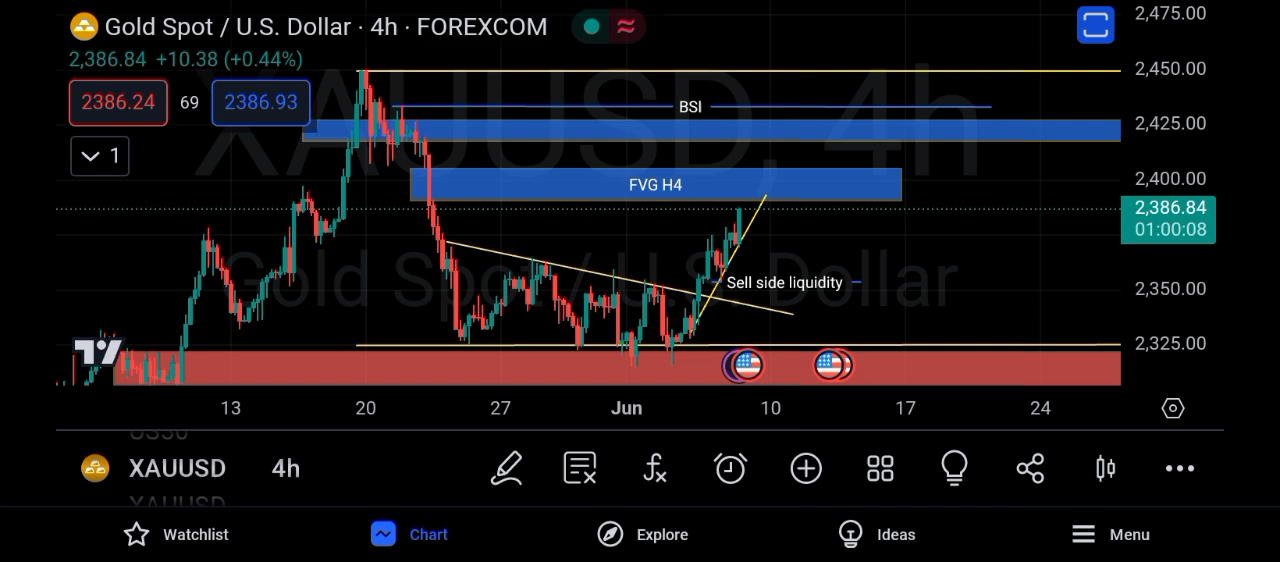 Gold Spot / U.S. Dollar · 4h · FOREXCOM
2,386.84 +10.38 (+0.44%)
2386.24 69 2386.93
1
XAUUSD, 4h
Gold Spot / U.S. Dollar
BSI
FVG H4
Sell side liquidity
2,475.00
2,450.00
2,425.00
2,400.00
2,386.84
01:00:08
2,350.00
2,325.00
13 20 27 Jun 10 17 24
US30
XAUUSD 4h
XAUUSD
Watchlist Chart Explore Ideas Menu